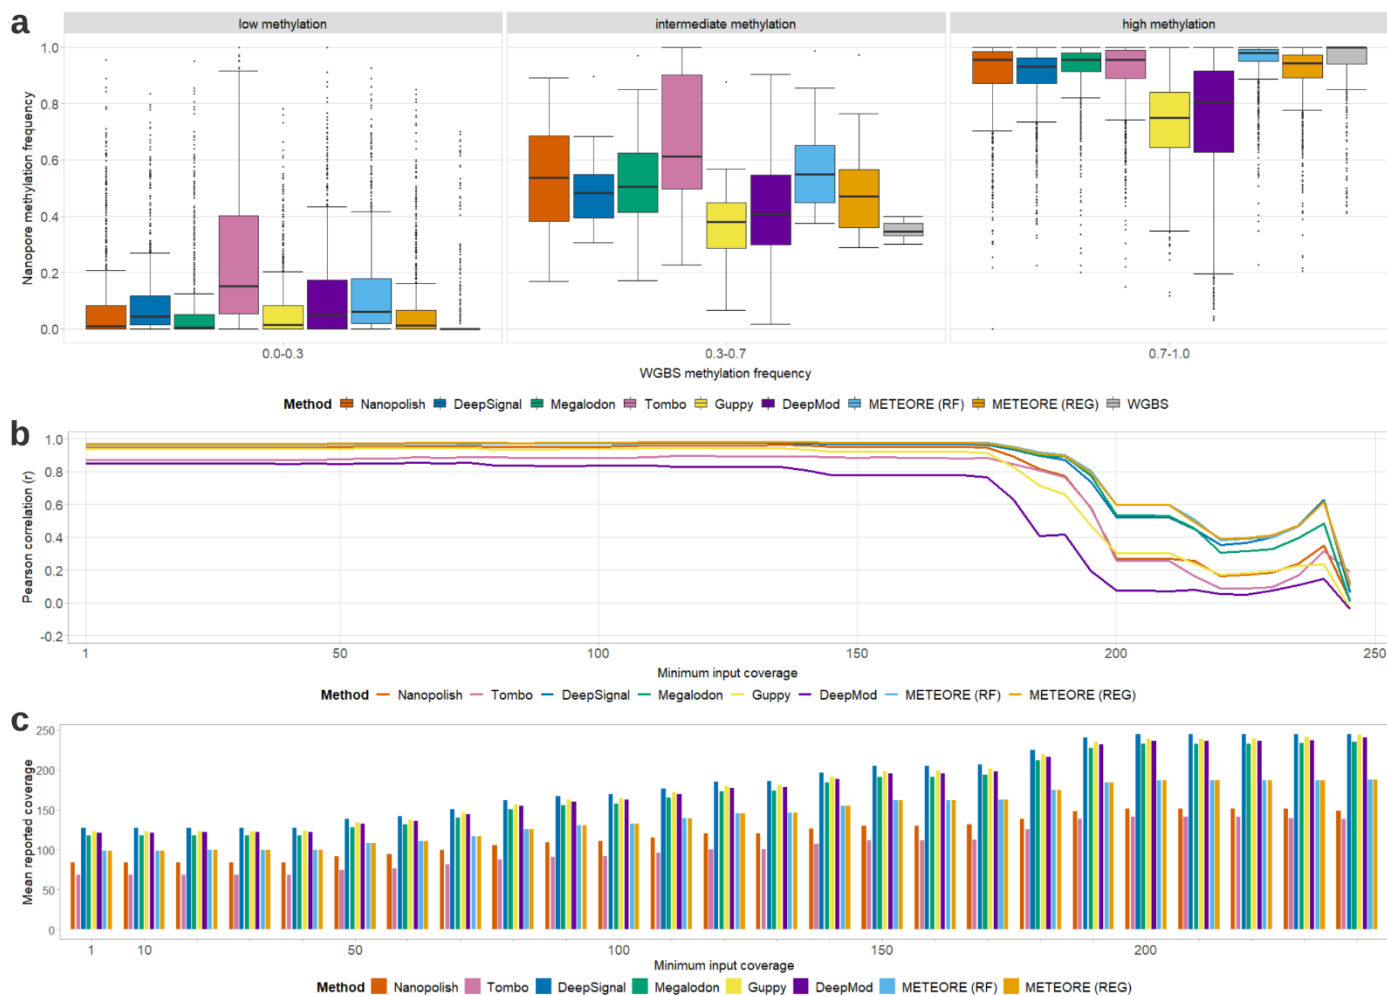 a
low methylation
intermediate methylation
high methylation
Nanopore methylation frequency
1.0
0.8
0.6
0.4
0.2
0.0
0.0-0.3
0.3-0.7
0.7-1.0
WGBS methylation frequency
Method Nanopolish DeepSignal Megalodon Tombo Guppy DeepMod METEORE (RF) METEORE (REG) WGBS
b
Pearson correlation (r)
1.0
0.8
0.6
0.4
0.2
0.0
-0.2
1 50 100 150 200 250
Minimum input coverage
Method Nanopolish Tombo DeepSignal Megalodon Guppy DeepMod METEORE (RF) METEORE (REG)
c
Mean reported coverage
250
200
150
100
50
0
1 10 50 100 150 200
Minimum input coverage
Method Nanopolish Tombo DeepSignal Megalodon Guppy DeepMod METEORE (RF) METEORE (REG)